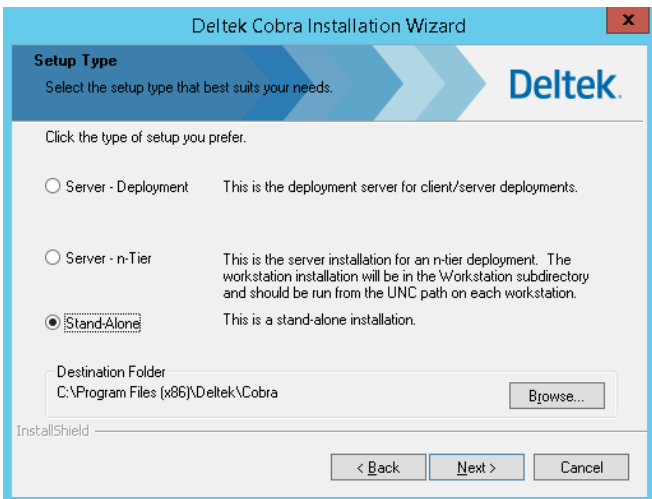 Deltek Cobra Installation Wizard
x
Setup Type
Select the setup type that best suits your needs.
Deltek.
Click the type of setup you prefer.
Server - Deployment
This is the deployment server for client/server deployments.
Server - n-Tier
This is the server installation for an n-tier deployment. The
workstation installation will be in the Workstation subdirectory
and should be run from the UNC path on each workstation.
Stand-Alone
This is a stand-alone installation.
Destination Folder
C:\Program Files (x86)\Deltek\Cobra
Browse...
InstallShield
< Back
Next >
Cancel